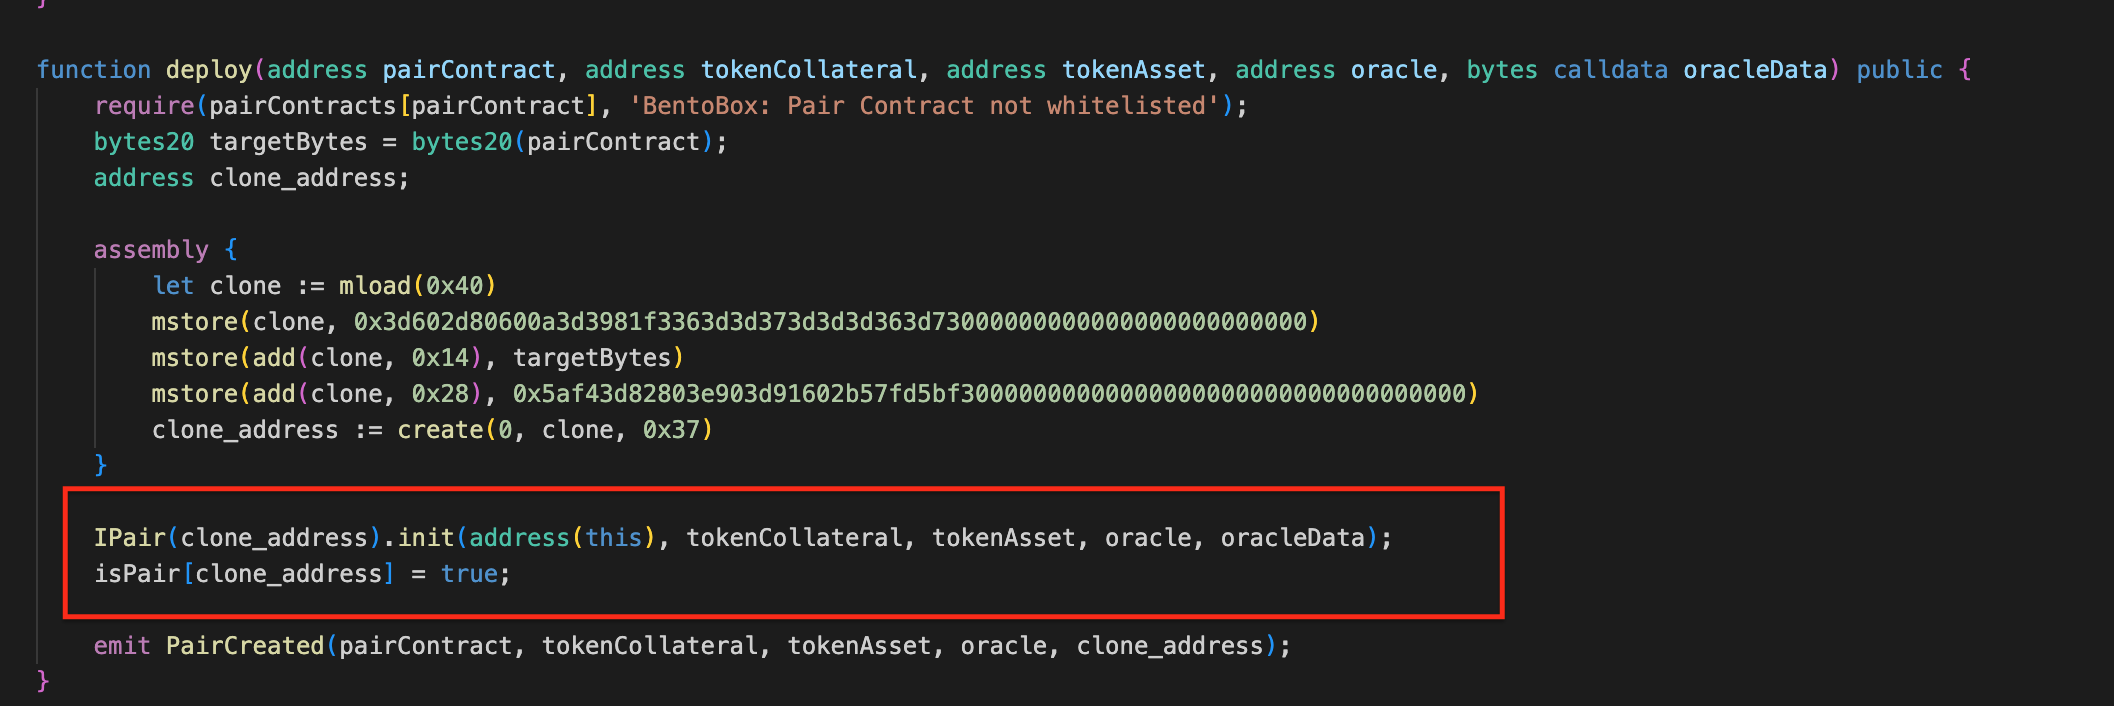 }
function deploy(address pairContract, address tokenCollateral, address tokenAsset, address oracle, bytes calldata oracleData) public {
require(pairContracts[pairContract], 'BentoBox: Pair Contract not whitelisted');
bytes20 targetBytes = bytes20(pairContract);
address clone_address;
assembly {
let clone := mload(0x40)
mstore(clone, 0x3d602d80600a3d3981f3363d3d373d3d3d363d73000000000000000000000000)
mstore(add(clone, 0x14), targetBytes)
mstore(add(clone, 0x28), 0x5af43d82803e903d91602b57fd5bf30000000000000000000000000000000000)
clone_address := create(0, clone, 0x37)
}
IPair(clone_address).init(address(this), tokenCollateral, tokenAsset, oracle, oracleData);
isPair[clone_address] = true;
emit PairCreated(pairContract, tokenCollateral, tokenAsset, oracle, clone_address);
}